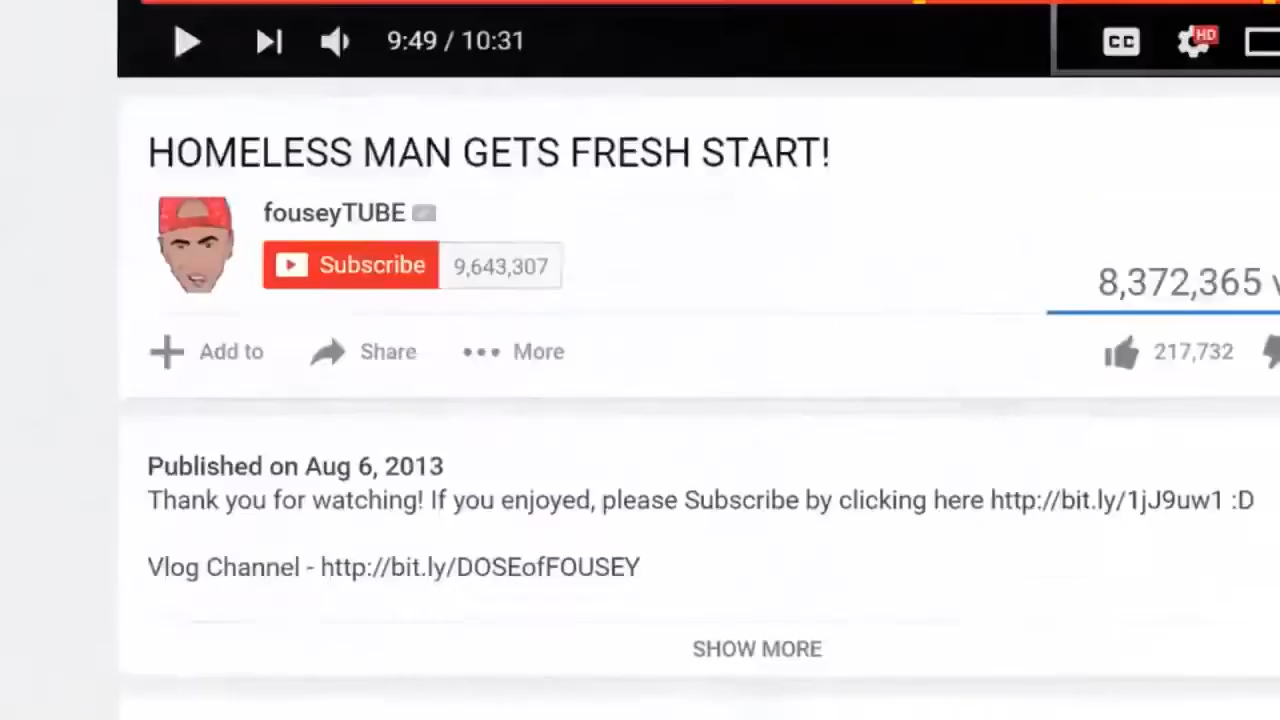 9:49 / 10:31
CC
HD
HOMELESS MAN GETS FRESH START!
fouseyTUBE
Subscribe 9,643,307
8,372,365
Add to Share More
217,732
Published on Aug 6, 2013
Thank you for watching! If you enjoyed, please Subscribe by clicking here http://bit.ly/1jJ9uw1 :D
Vlog Channel - http://bit.ly/DOSEofFOUSEY
SHOW MORE